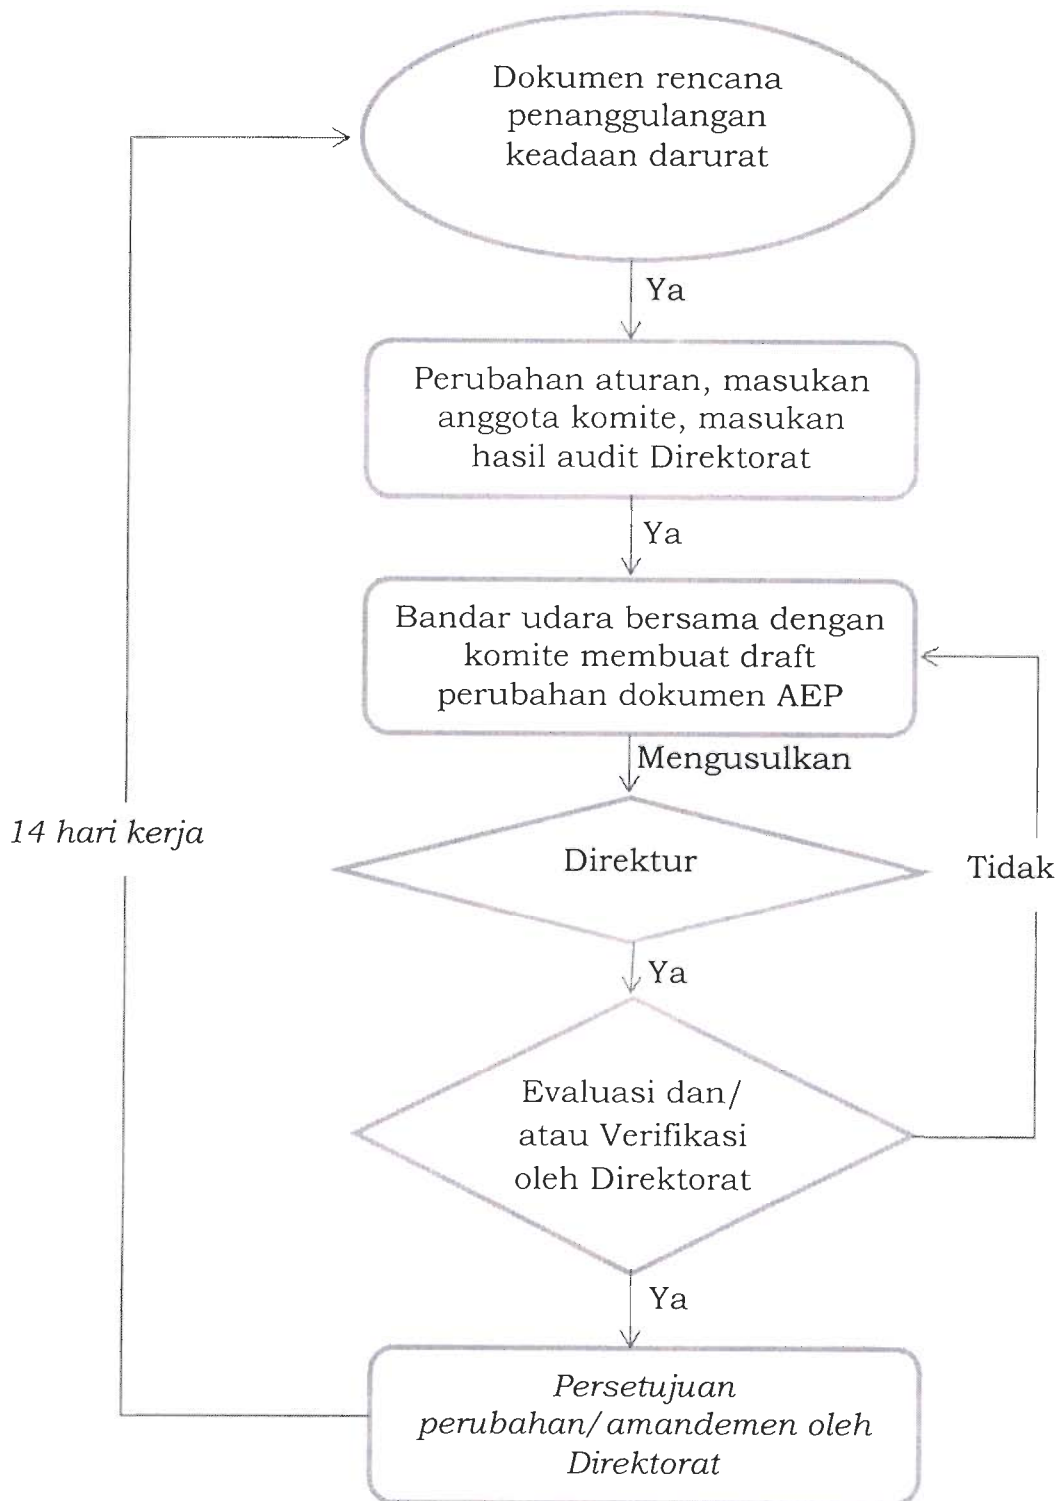 Dokumen rencana
penanggulangan
keadaan darurat
Ya
Perubahan aturan, masukan
anggota komite, masukan
hasil audit Direktorat
Ya
Bandar udara bersama dengan
komite membuat draft
perubahan dokumen AEP
Mengusulkan
14 hari kerja
Direktur
Tidak
Ya
Evaluasi dan/
atau Verifikasi
oleh Direktorat
Ya
Persetujuan
perubahan/amandemen oleh
Direktorat